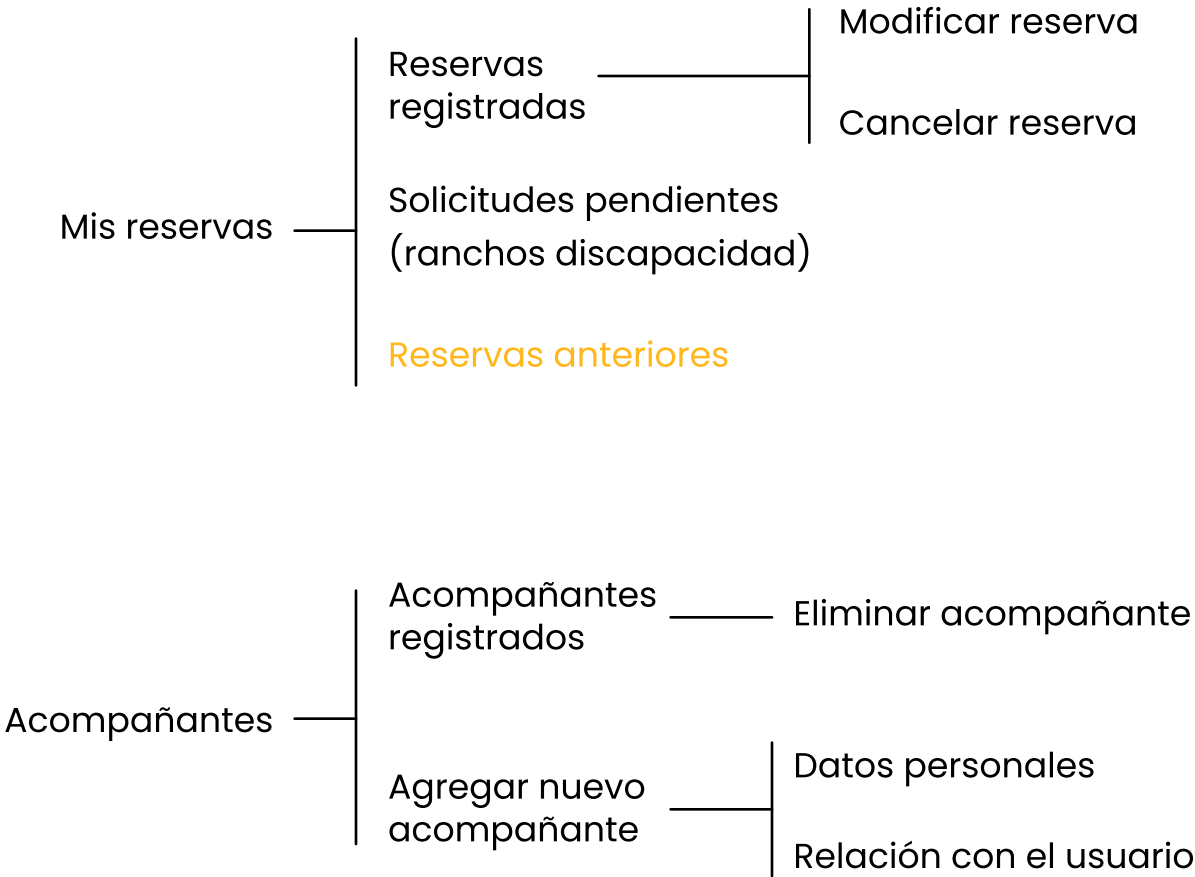 Mis reservas
Reservas
registradas
Modificar reserva
Cancelar reserva
Solicitudes pendientes
(ranchos discapacidad)
Reservas anteriores
Acompañantes
Acompañantes
registrados
Eliminar acompañante
Agregar nuevo
acompañante
Datos personales
Relación con el usuario